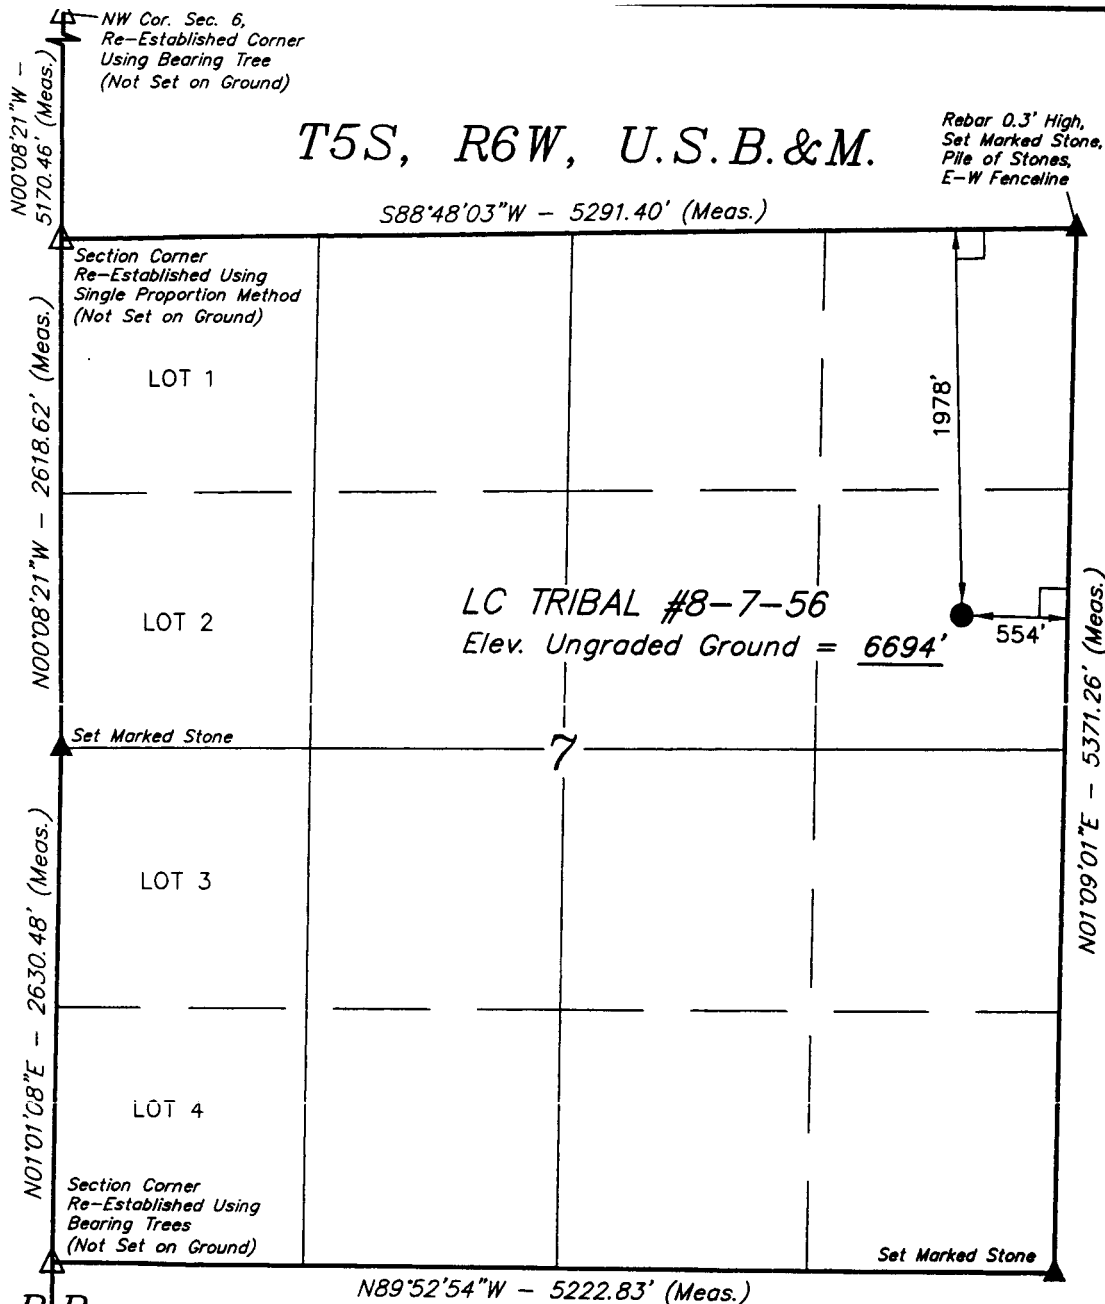 NW Cor. Sec. 6,
Re-Established Corner
Using Bearing Tree
(Not Set on Ground)
N00°08'21"W -
5170.46' (Meas.)
T5S, R6W, U.S.B.&M.
Rebar 0.3' High,
Set Marked Stone,
Pile of Stones,
E-W Fenceline
S88°48'03"W - 5291.40' (Meas.)
Section Corner
Re-Established Using
Single Proportion Method
(Not Set on Ground)
N00°08'21"W - 2618.62' (Meas.)
LOT 1
1978'
LOT 2
LC TRIBAL #8-7-56
Elev. Ungraded Ground = 6694'
554'
N01°09'01"E - 5371.26' (Meas.)
Set Marked Stone
7
N01°01'08"E - 2630.48' (Meas.)
LOT 3
LOT 4
Section Corner
Re-Established Using
Bearing Trees
(Not Set on Ground)
Set Marked Stone
N89°52'54"W - 5222.83' (Meas.)